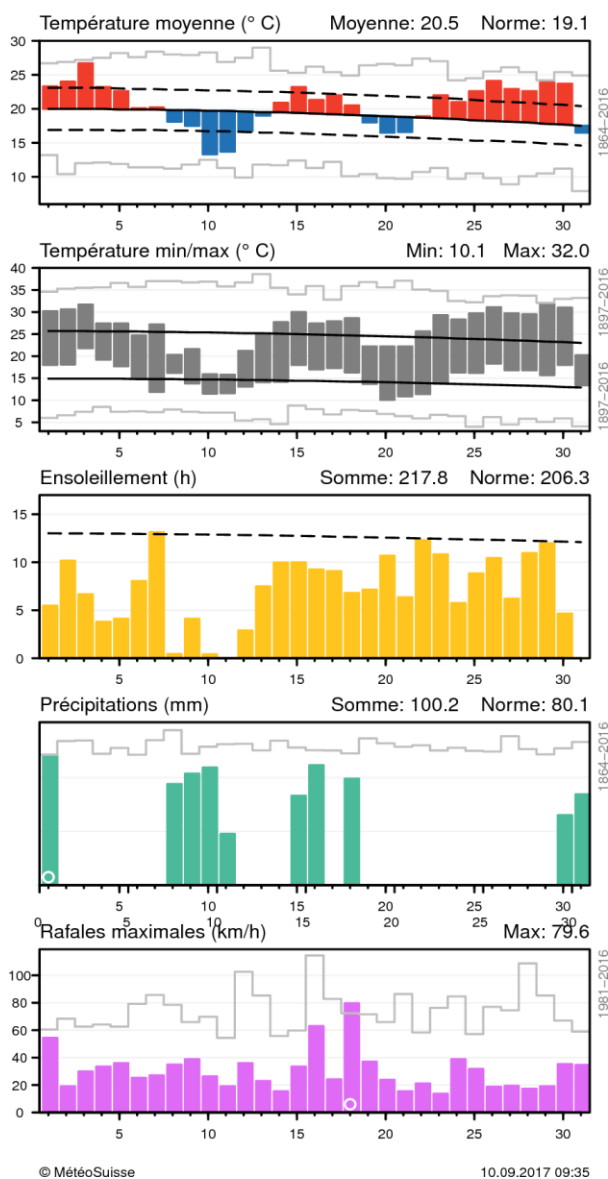 Température moyenne (° C) Moyenne: 20.5 Norme: 19.1
30
25
20
15
10
5 10 15 20 25 30
1864–2016
Température min/max (° C) Min: 10.1 Max: 32.0
40
35
30
25
20
15
10
5
5 10 15 20 25 30
1897–2016
1897–2016
Ensoleillement (h) Somme: 217.8 Norme: 206.3
15
10
5
0
5 10 15 20 25 30
Précipitations (mm) Somme: 100.2 Norme: 80.1
1864–2016
0 5 10 15 20 25 30
Rafales maximales (km/h) Max: 79.6
100
80
60
40
20
0
5 10 15 20 25 30
1981–2016
© MétéoSuisse 10.09.2017 09:35